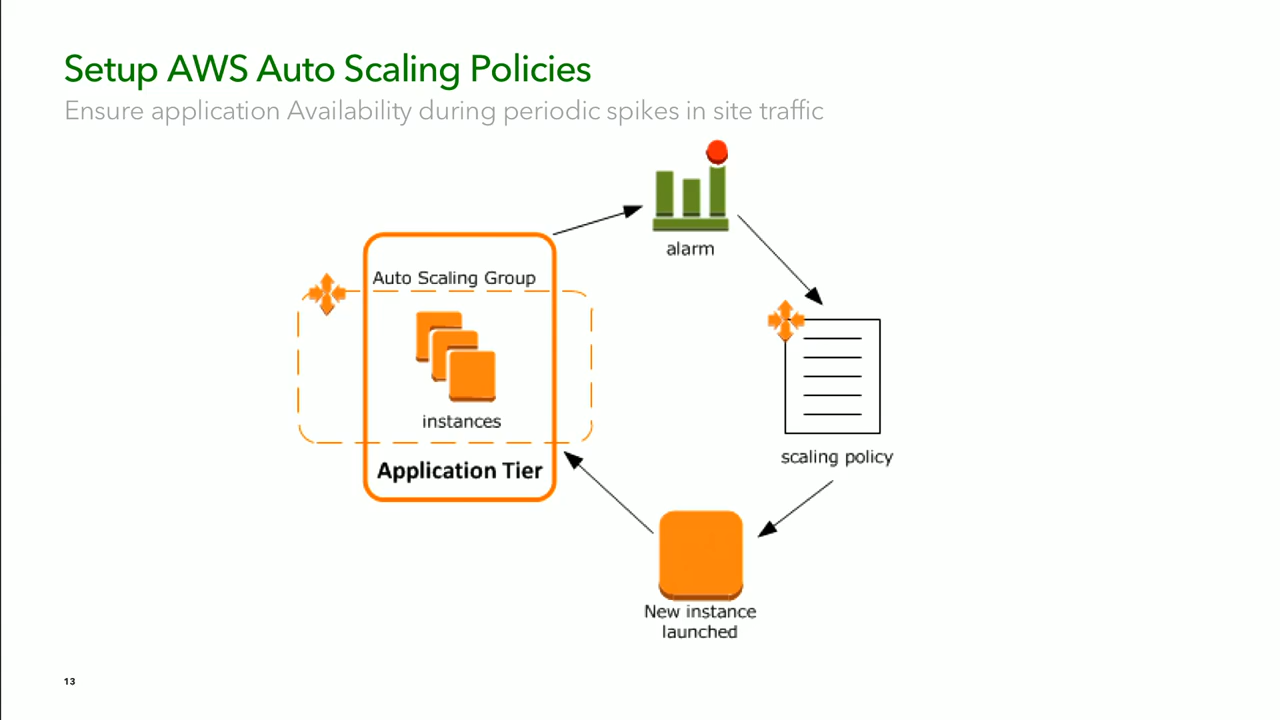 Setup AWS Auto Scaling Policies
Ensure application Availability during periodic spikes in site traffic
alarm
Auto Scaling Group
instances
Application Tier
scaling policy
New instance
launched
13